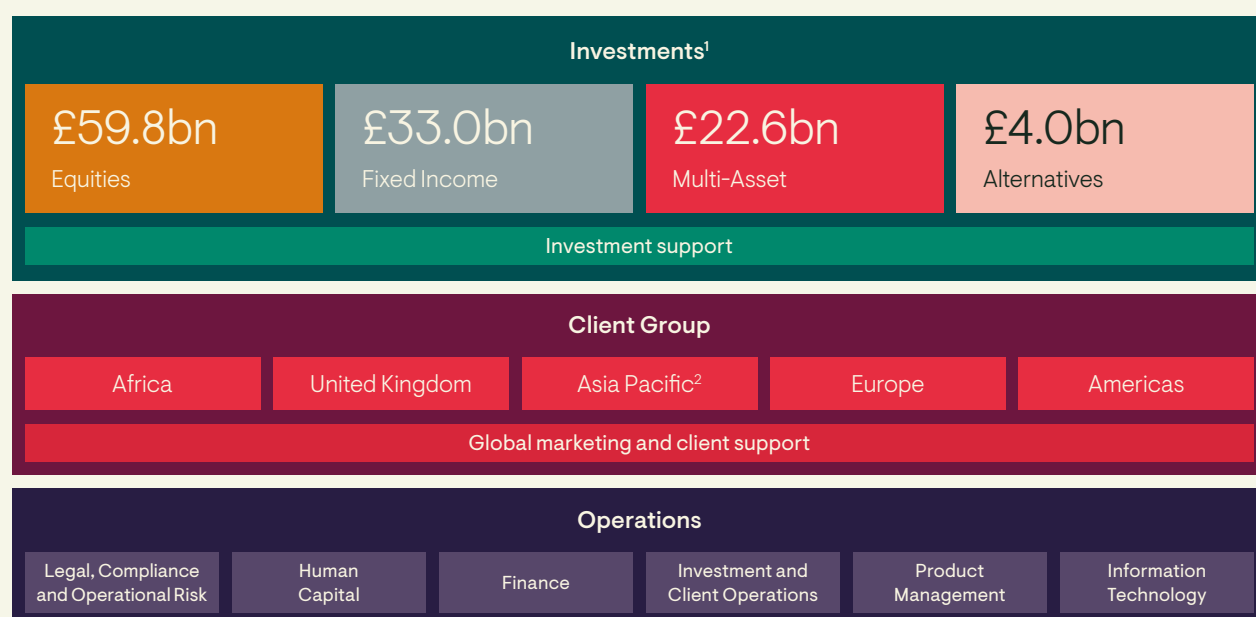 Investments¹
£59.8bn
Equities
£33.0bn
Fixed Income
£22.6bn
Multi-Asset
£4.0bn
Alternatives
Investment support
Client Group
Africa
United Kingdom
Asia Pacific²
Europe
Americas
Global marketing and client support
Operations
Legal, Compliance
and Operational Risk
Human
Capital
Finance
Investment and
Client Operations
Product
Management
Information
Technology